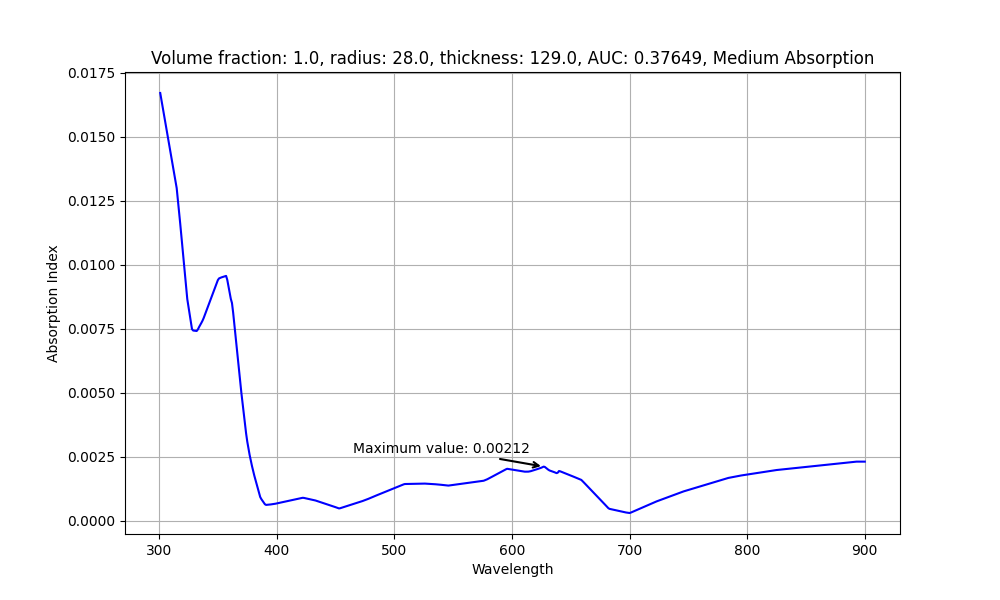 Volume fraction: 1.0, radius: 28.0, thickness: 129.0, AUC: 0.37649, Medium Absorption
0.0175
0.0150
0.0125
0.0100
0.0075
0.0050
0.0025
0.0000
Absorption Index
Maximum value: 0.00212
300 400 500 600 700 800 900
Wavelength